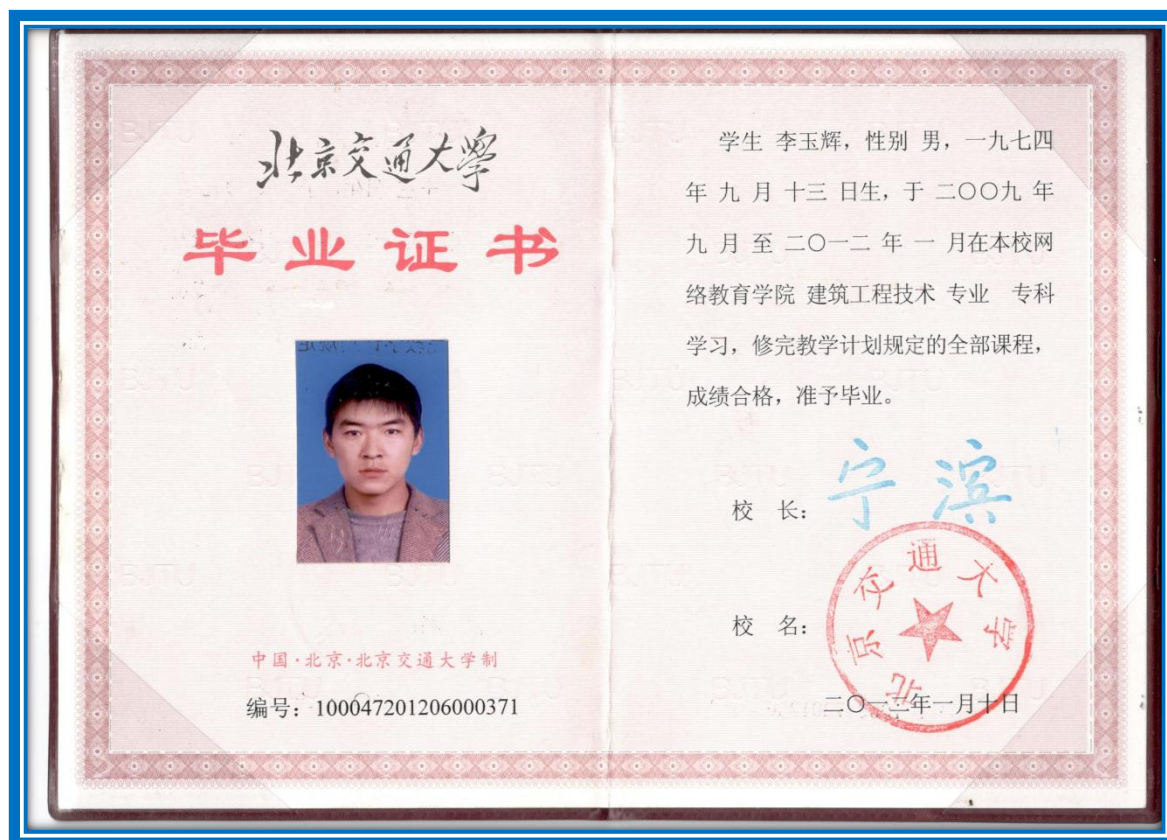 北京交通大学
毕业证书
中国·北京·北京交通大学制
编号：100047201206000371
学生 李玉辉，性别 男，一九七四
年 九 月 十三 日生，于 二〇〇九 年
九 月 至 二〇一二 年 一 月在本校网
络教育学院 建筑工程技术 专业 专科
学习，修完教学计划规定的全部课程，
成绩合格，准予毕业。
校 长：宁滨
校 名：
北京交通大学
二〇一二年一月十日
BJTU